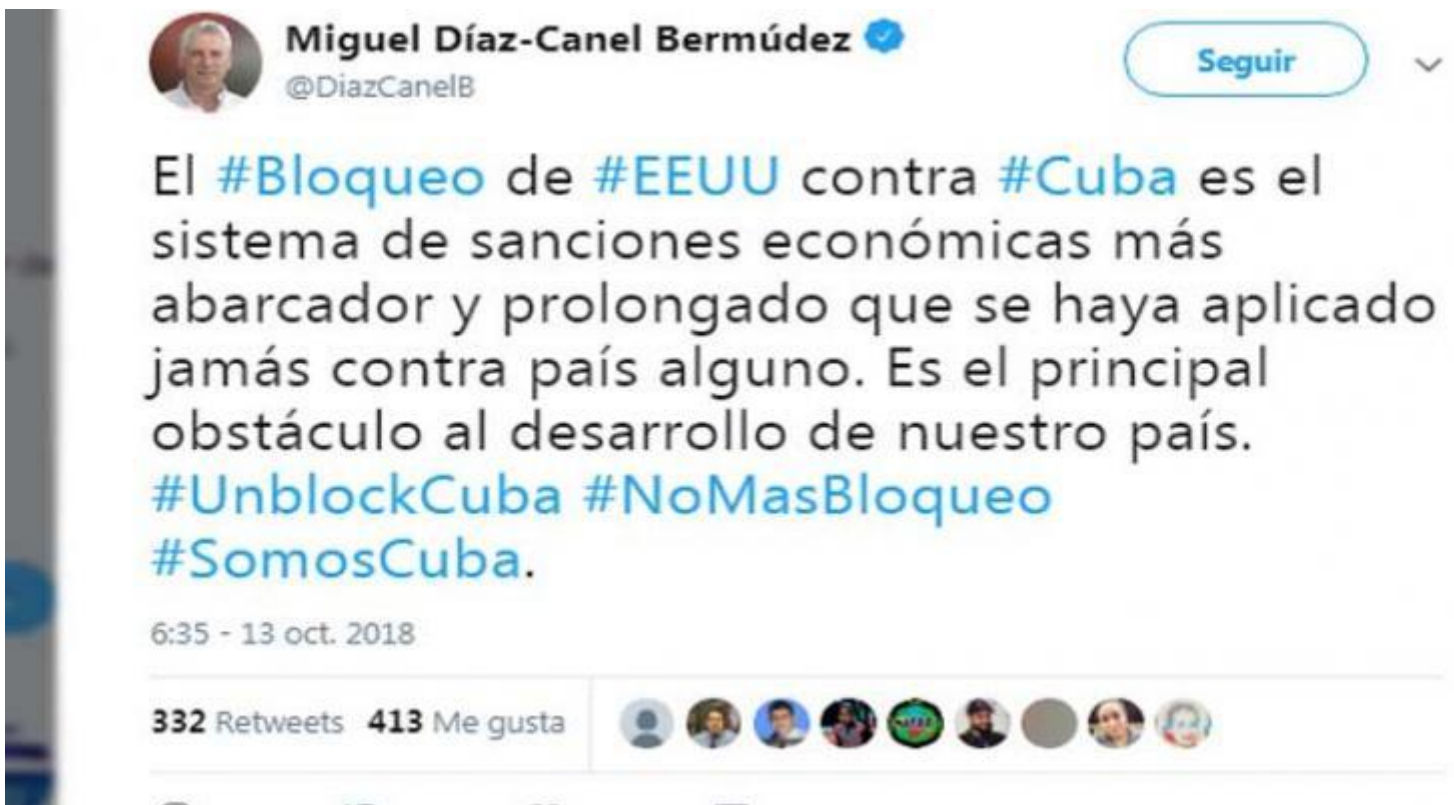 Miguel Díaz-Canel Bermúdez
@DiazCanelB
Seguir
El #Bloqueo de #EEUU contra #Cuba es el
sistema de sanciones económicas más
abarcador y prolongado que se haya aplicado
jamás contra país alguno. Es el principal
obstáculo al desarrollo de nuestro país.
#UnblockCuba #NoMasBloqueo
#SomosCuba.
6:35 - 13 oct. 2018
332 Retweets 413 Me gusta